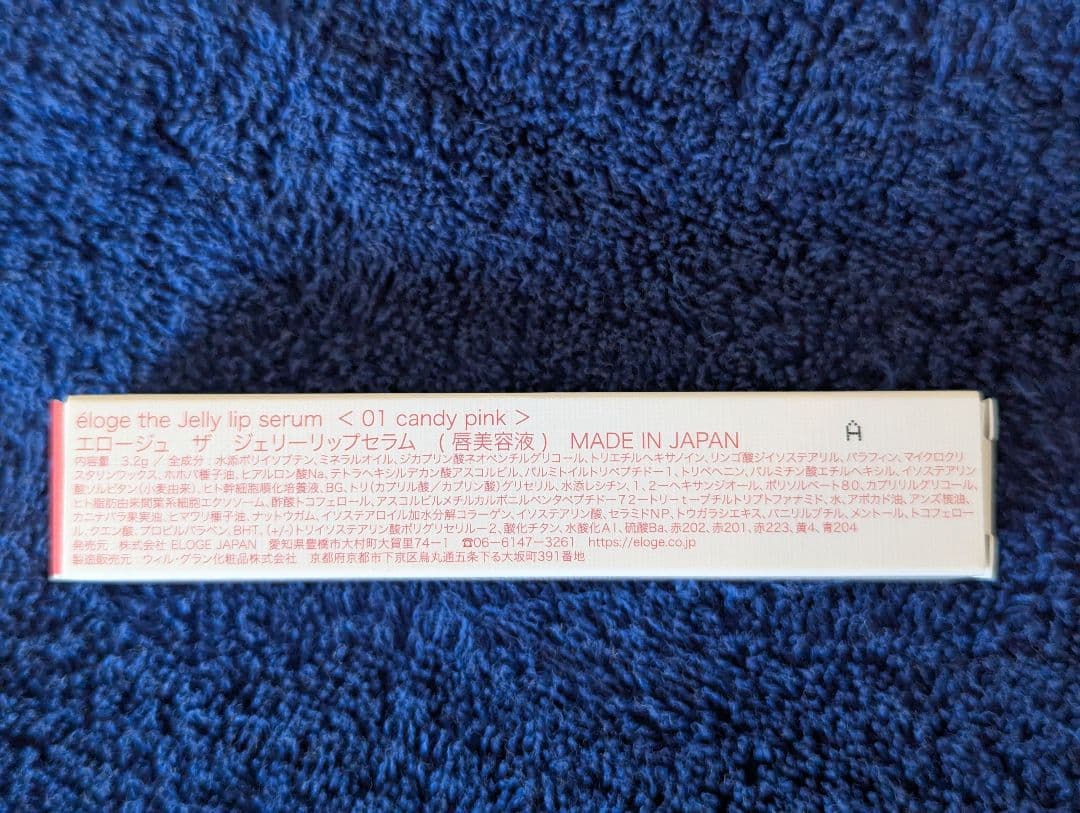 éloge the Jelly lip serum < 01 candy pink >
エロージュ ザ ジェリーリップセラム (唇美容液) MADE IN JAPAN
内容量：3.2g／全成分：水添ポリイソブテン、ミネラルオイル、ジカプリン酸ネオペンチルグリコール、トリエチルヘキサノイン、リンゴ酸ジイソステアリル、パラフィン、マイクロクリ
スタリンワックス、ホホバ種子油、ヒアルロン酸Na、テトラヘキシルデカン酸アスコルビル、パルミトイルトリペプチド-1、トリベヘニン、パルミチン酸エチルヘキシル、イソステアリン
酸ソルビタン(小麦由来)、ヒト幹細胞順化培養液、BG、トリ(カプリル酸／カプリン酸)グリセリル、水添レシチン、1、2-ヘキサンジオール、ポリソルベート80、カプリリルグリコール、
ヒト脂肪由来間葉系細胞エクソソーム、酢酸トコフェロール、アスコルビルメチルカルボニルペンタペプチド-72-トリ-t-ブチルトリプトファナミド、水、アボカド油、アンズ核油、
カニナバラ果実油、ヒマワリ種子油、ナットウガム、イソステアロイル加水分解コラーゲン、イソステアリン酸、セラミドNP、トウガラシエキス、バニリルブチル、メントール、トコフェロー
ル、クエン酸、プロピルパラベン、BHT、(+/-)トリイソステアリン酸ポリグリセリル-2、酸化チタン、水酸化Al、硫酸Ba、赤202、赤201、赤223、黄4、青204
発売元：株式会社 ELOGE JAPAN 愛知県豊橋市大村町大賀里74-1 ☎06-6147-3261 https://eloge.co.jp
製造販売元：ウィル・グラン化粧品株式会社 京都府京都市下京区烏丸通五条下る大坂町391番地